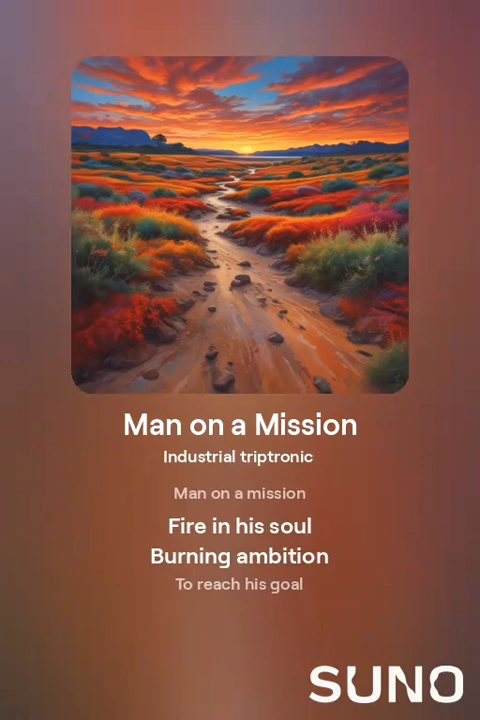 Man on a Mission
Industrial triptronic
Man on a mission
Fire in his soul
Burning ambition
To reach his goal
SUNO